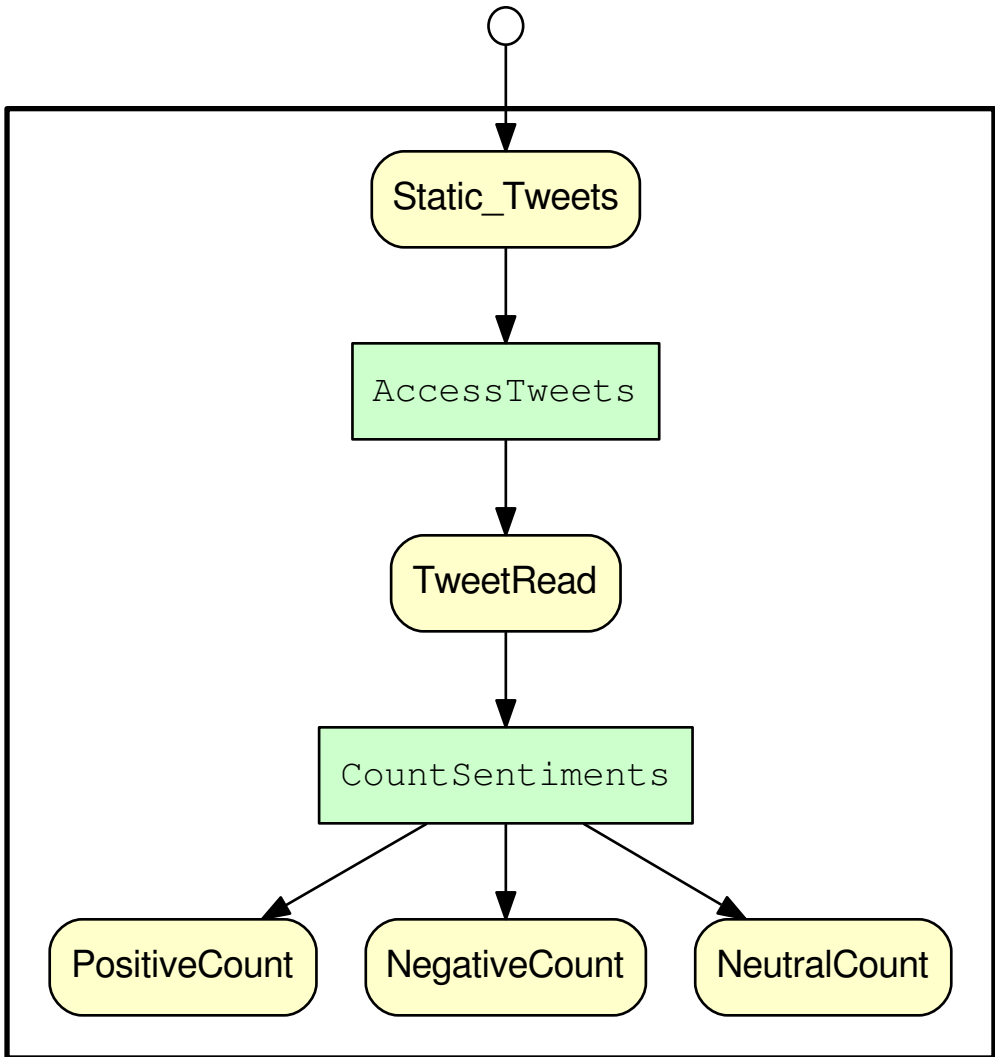 Static_Tweets
AccessTweets
TweetRead
CountSentiments
PositiveCount
NegativeCount
NeutralCount